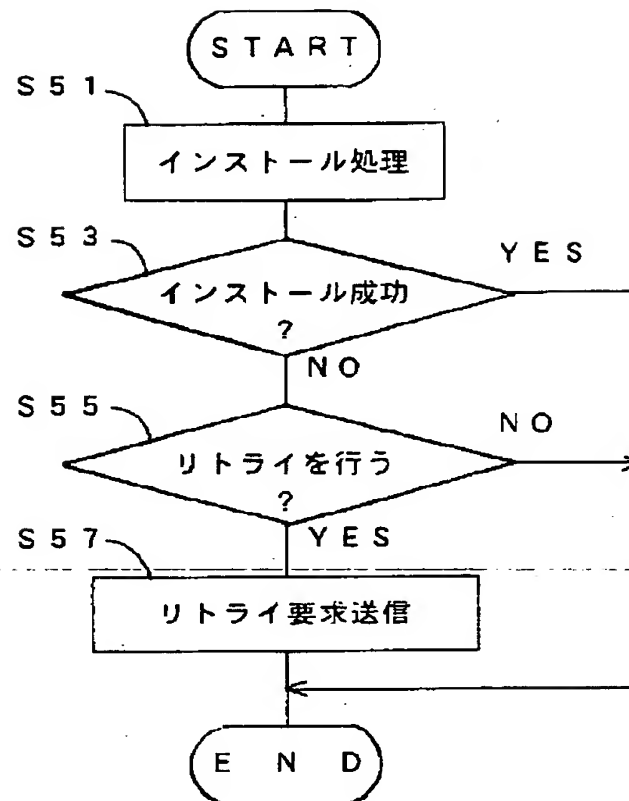 START
S51
インストール処理
S53
YES
インストール成功
?
NO
S55
NO
リトライを行う
?
YES
S57
リトライ要求送信
END